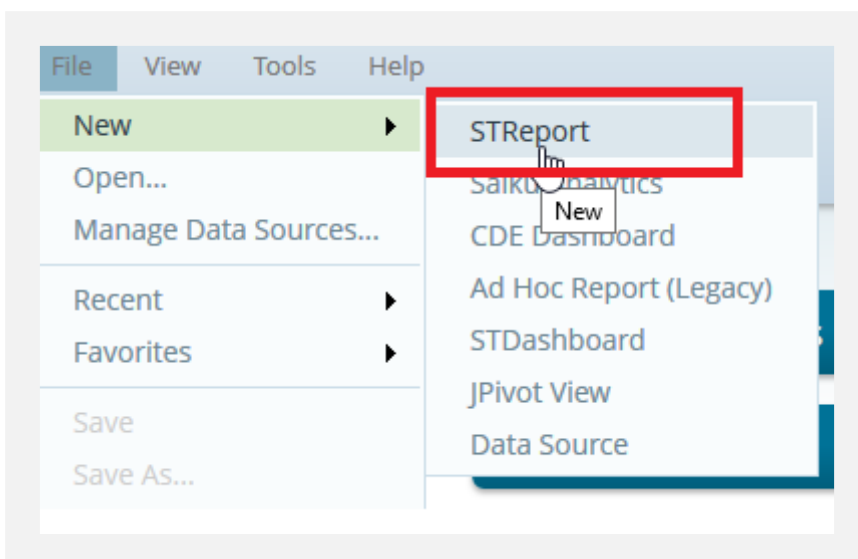 File View Tools Help
New
Open...
Manage Data Sources...
Recent
Favorites
Save
Save As...
STReport
Saiku Analytics
New
CDE Dashboard
Ad Hoc Report (Legacy)
STDashboard
JPivot View
Data Source